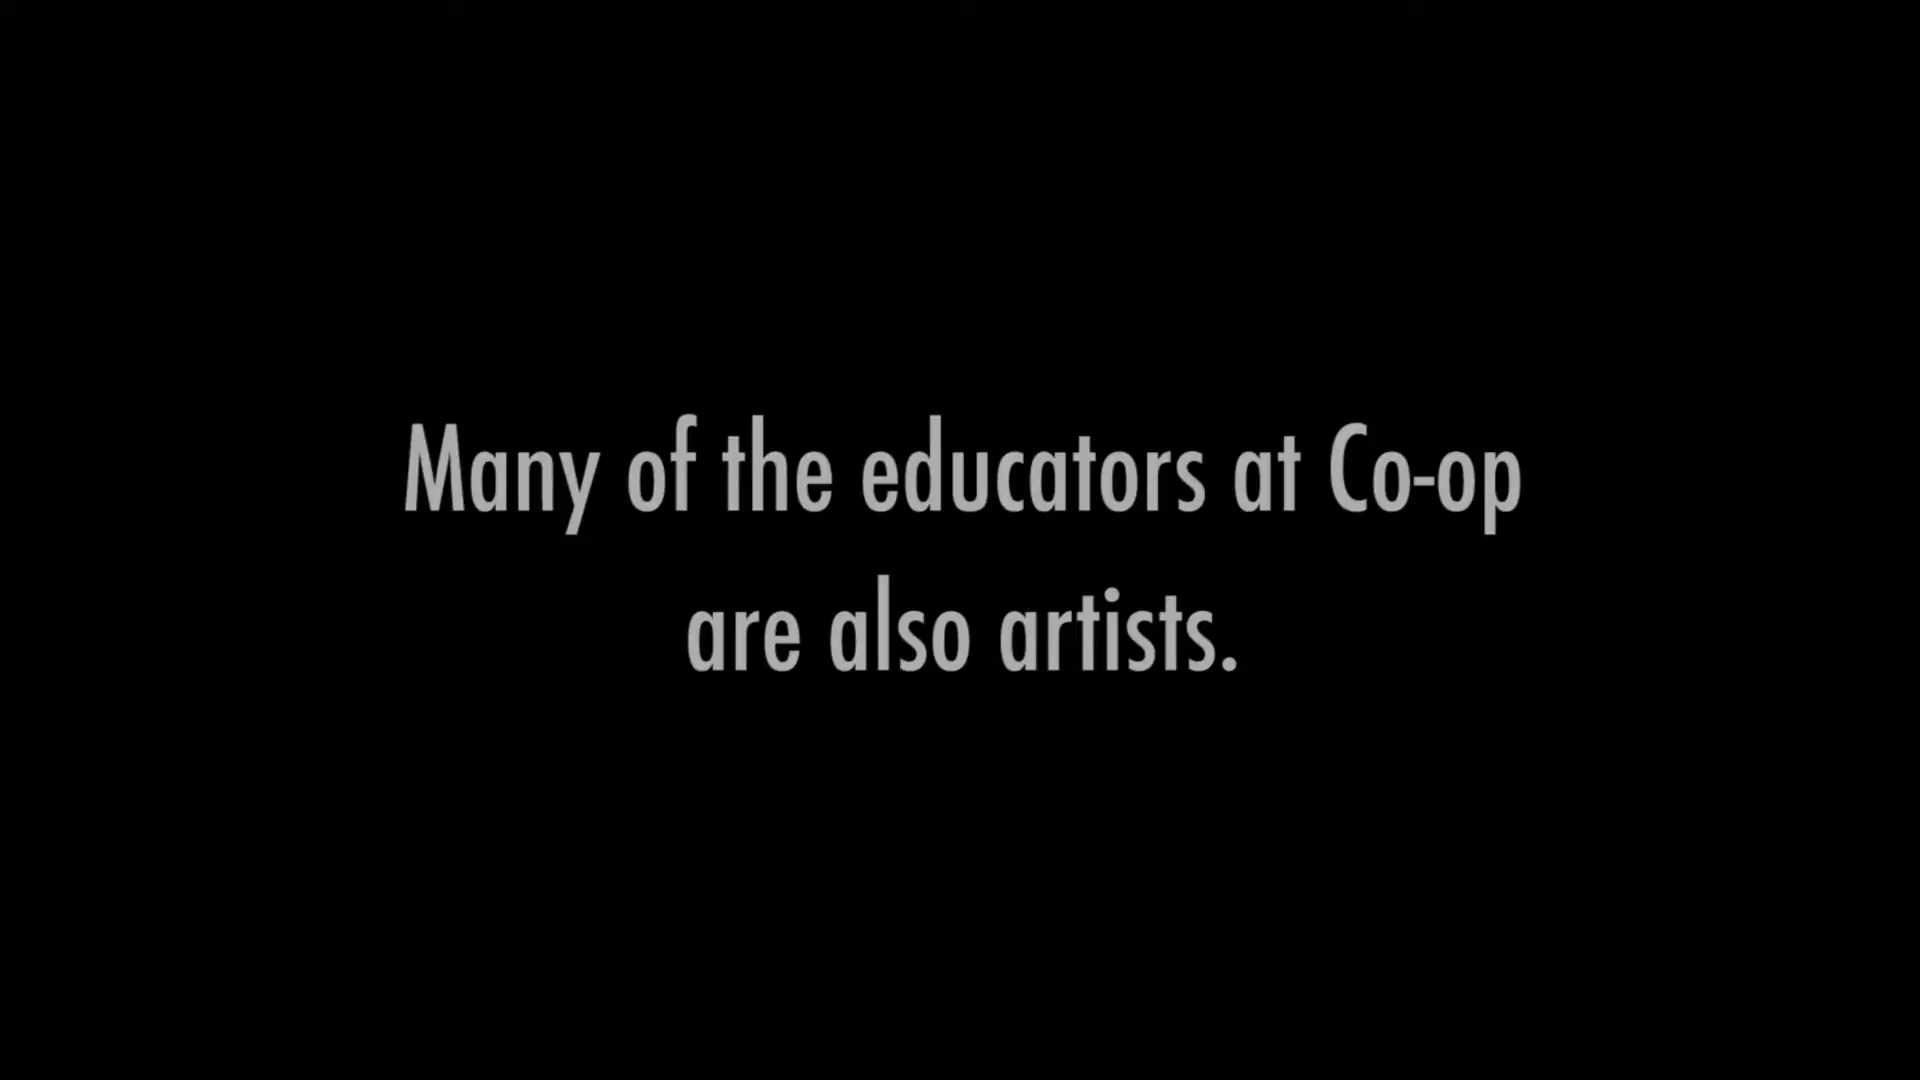 Many of the educators at Co-op
are also artists.